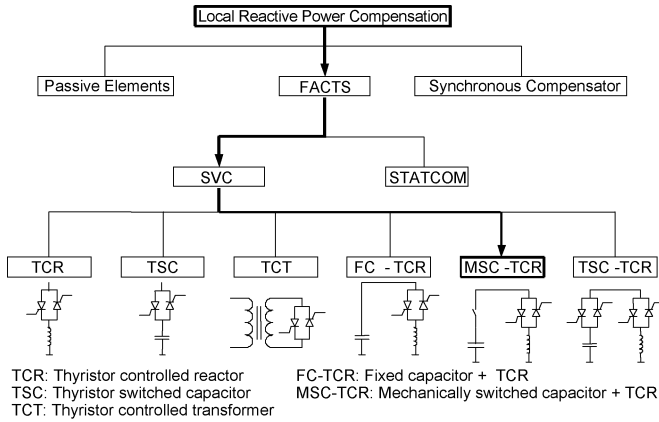 Local Reactive Power Compensation
Passive Elements
FACTS
Synchronous Compensator
SVC
STATCOM
TCR
TSC
TCT
FC - TCR
MSC -TCR
TSC -TCR
TCR: Thyristor controlled reactor
TSC: Thyristor switched capacitor
TCT: Thyristor controlled transformer
FC-TCR: Fixed capacitor + TCR
MSC-TCR: Mechanically switched capacitor + TCR